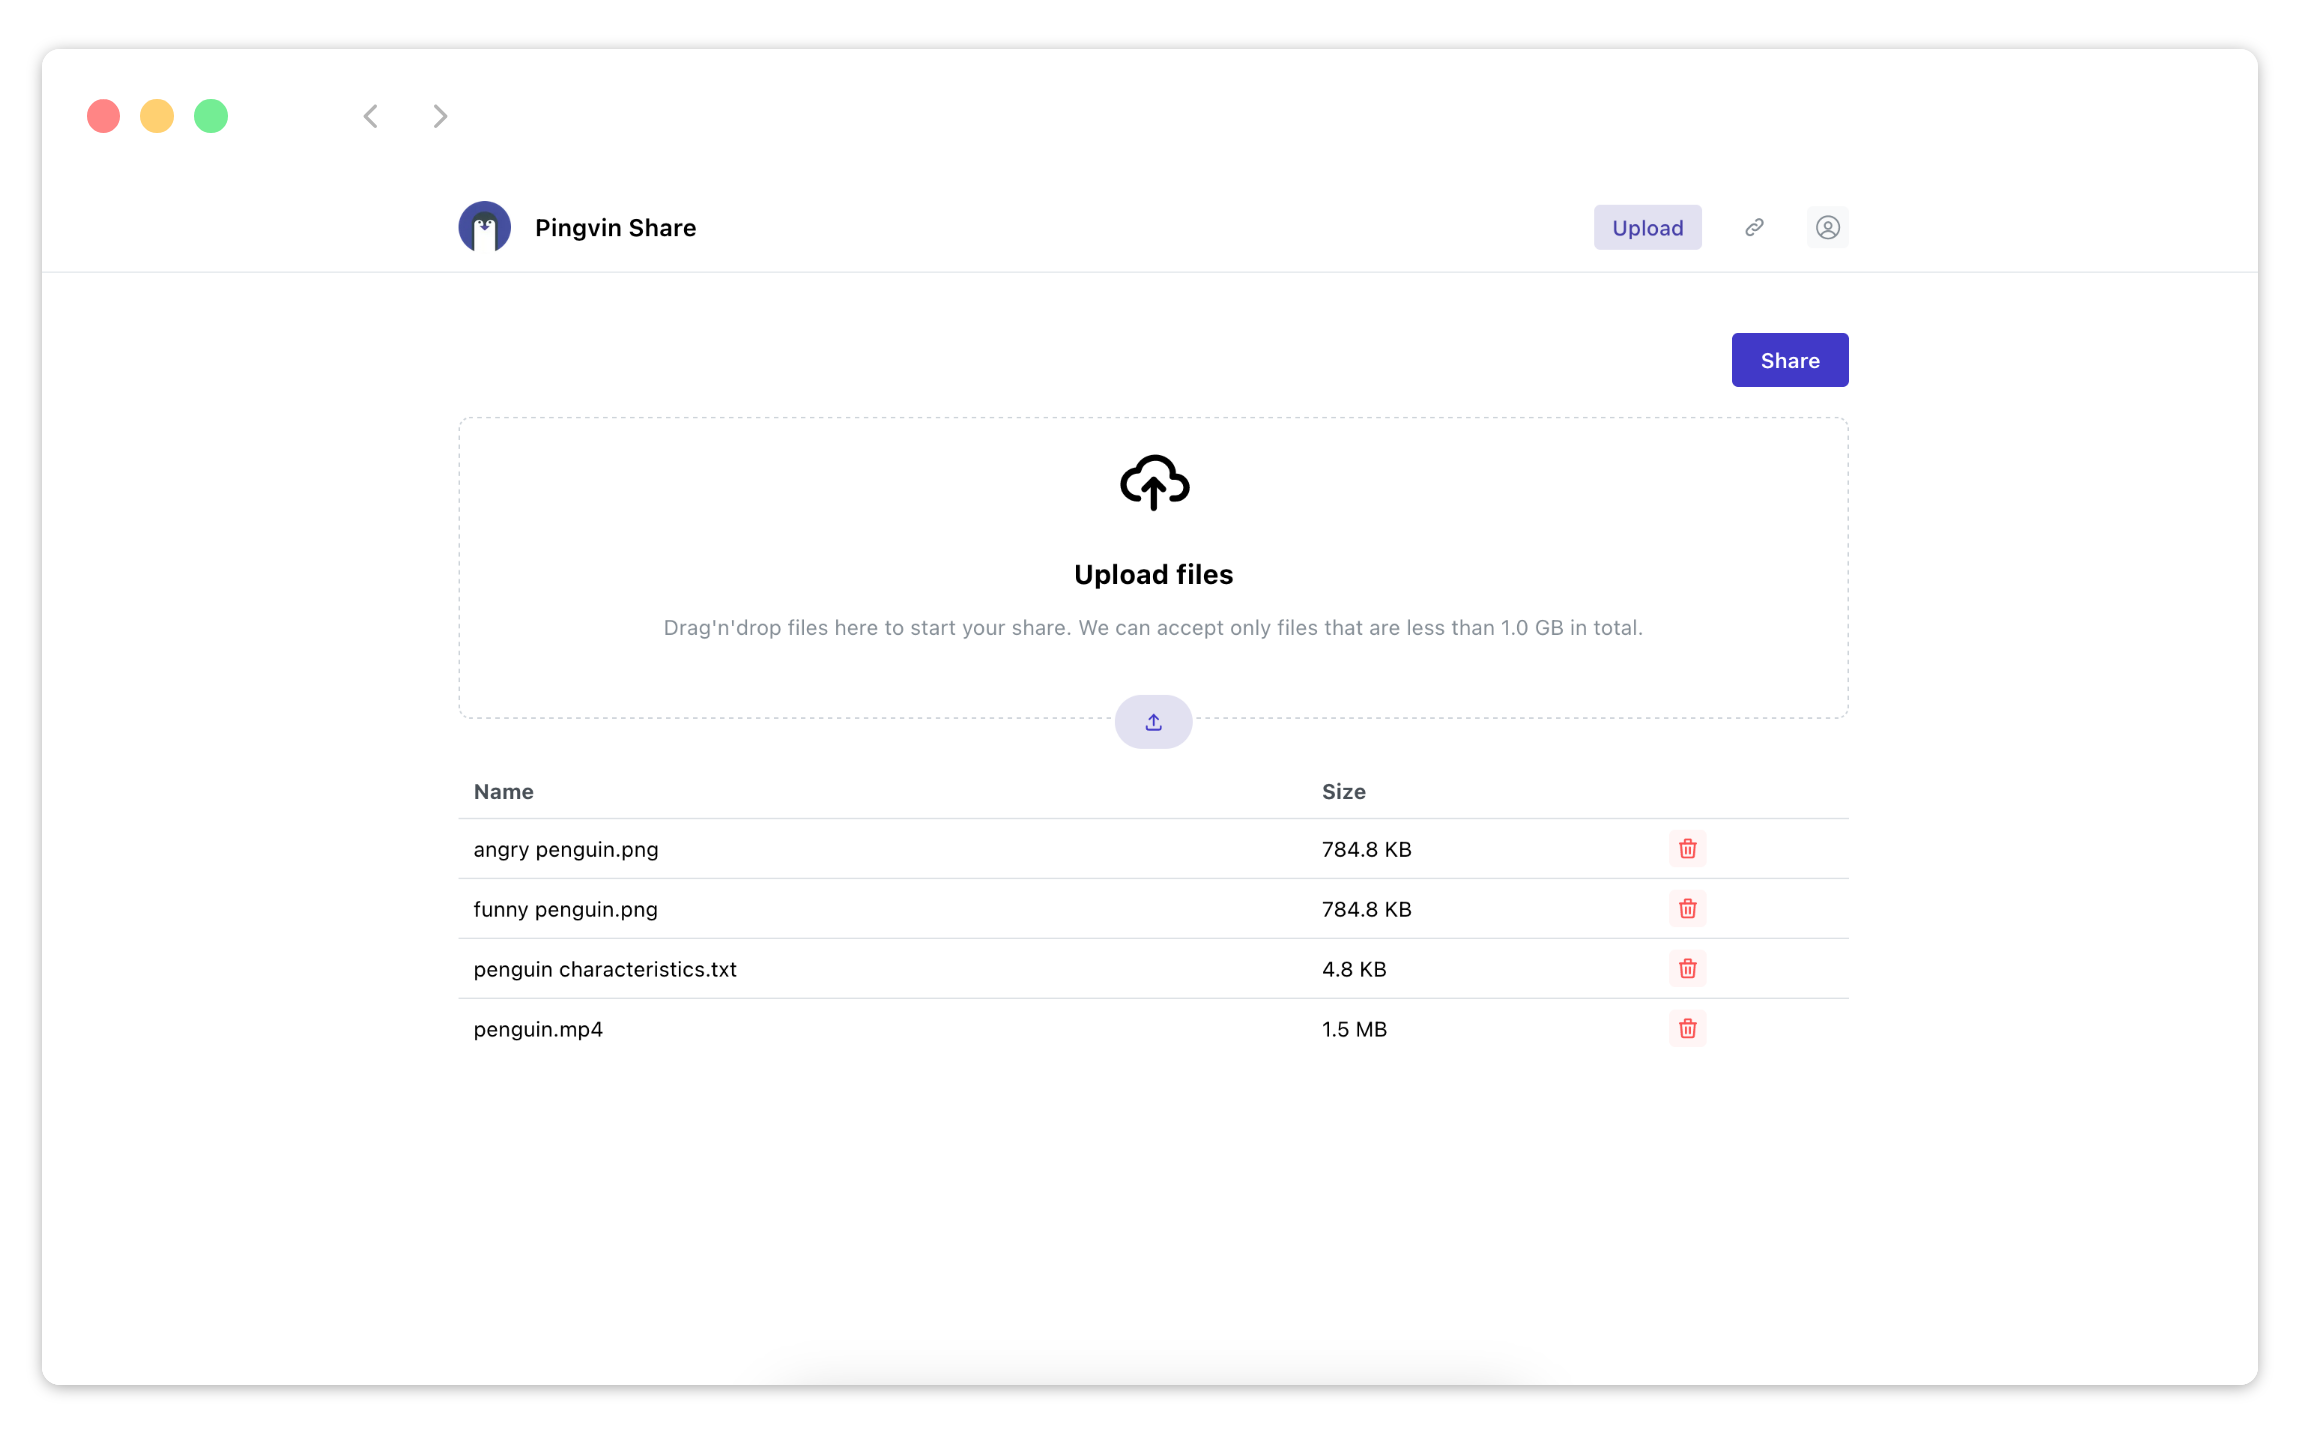 Pingvin Share
Upload
Share
Upload files
Drag'n'drop files here to start your share. We can accept only files that are less than 1.0 GB in total.
Name Size
angry penguin.png 784.8 KB
funny penguin.png 784.8 KB
penguin characteristics.txt 4.8 KB
penguin.mp4 1.5 MB